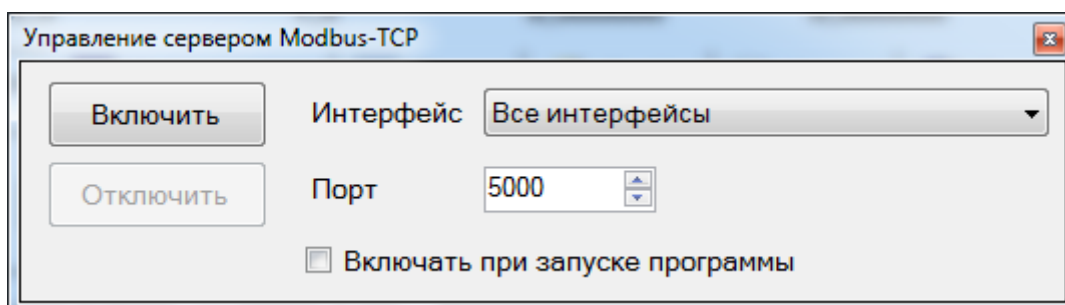 Управление сервером Modbus-TCP
Включить
Интерфейс
Все интерфейсы
Отключить
Порт
5000
Включать при запуске программы